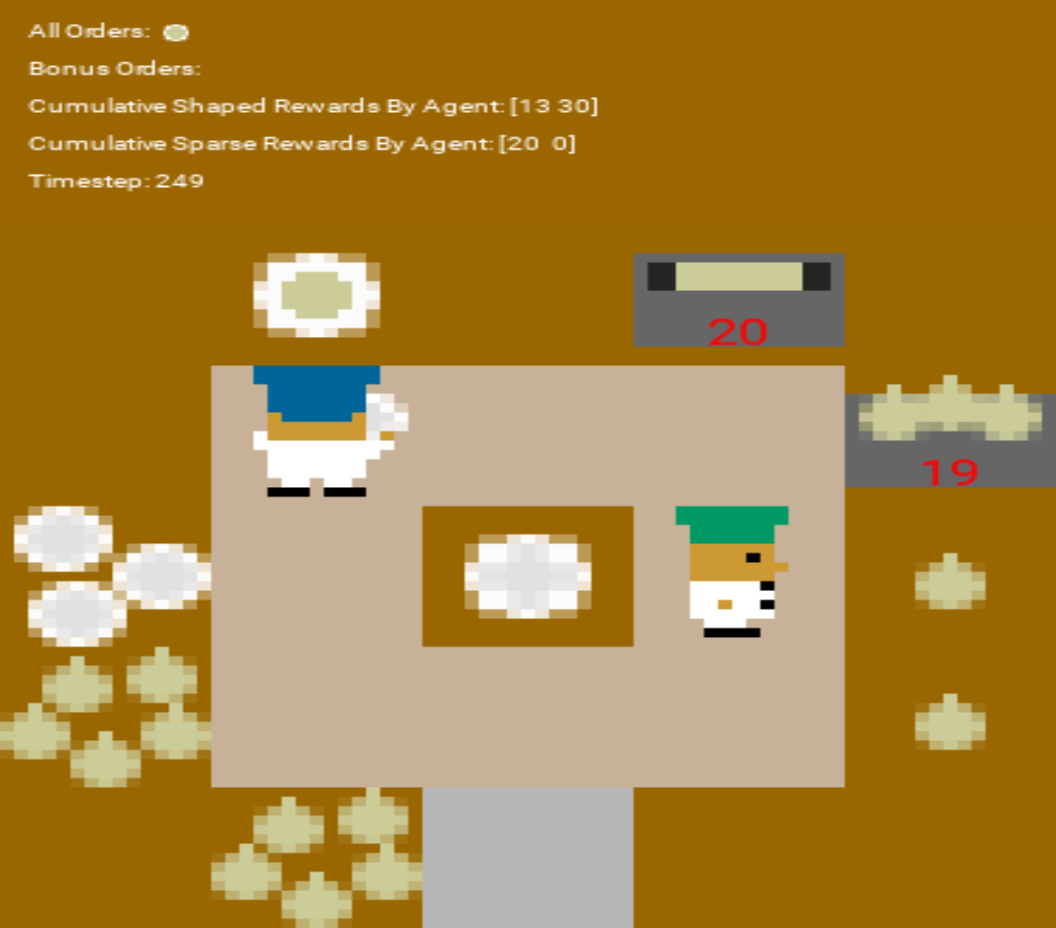 All Orders:
Bonus Orders:
Cumulative Shaped Rewards By Agent: [13 30]
Cumulative Sparse Rewards By Agent: [20 0]
Timestep: 249
20
19